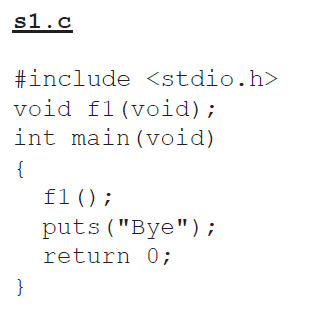 s1.c
#include <stdio.h>
void f1(void);
int main(void)
{
  f1();
  puts("Bye");
  return 0;
}